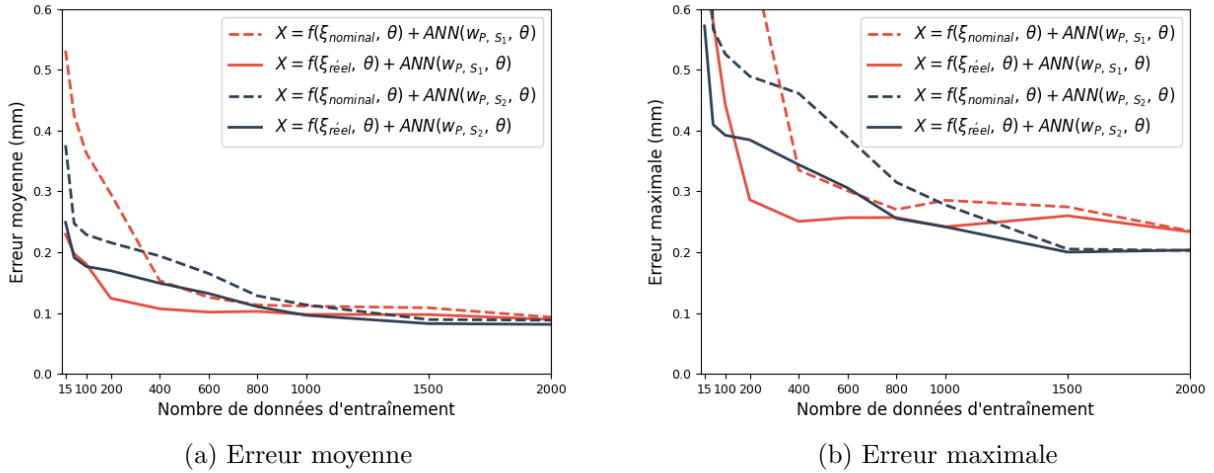 0.6
0.5
0.4
0.3
0.2
0.1
0.0
Erreur moyenne (mm)
X = f(ξnominal, θ) + ANN(wP, S1, θ)
X = f(ξréel, θ) + ANN(wP, S1, θ)
X = f(ξnominal, θ) + ANN(wP, S2, θ)
X = f(ξréel, θ) + ANN(wP, S2, θ)
15 100 200 400 600 800 1000 1500 2000
Nombre de données d'entraînement
(a) Erreur moyenne
0.6
0.5
0.4
0.3
0.2
0.1
0.0
Erreur maximale (mm)
X = f(ξnominal, θ) + ANN(wP, S1, θ)
X = f(ξréel, θ) + ANN(wP, S1, θ)
X = f(ξnominal, θ) + ANN(wP, S2, θ)
X = f(ξréel, θ) + ANN(wP, S2, θ)
15 100 200 400 600 800 1000 1500 2000
Nombre de données d'entraînement
(b) Erreur maximale